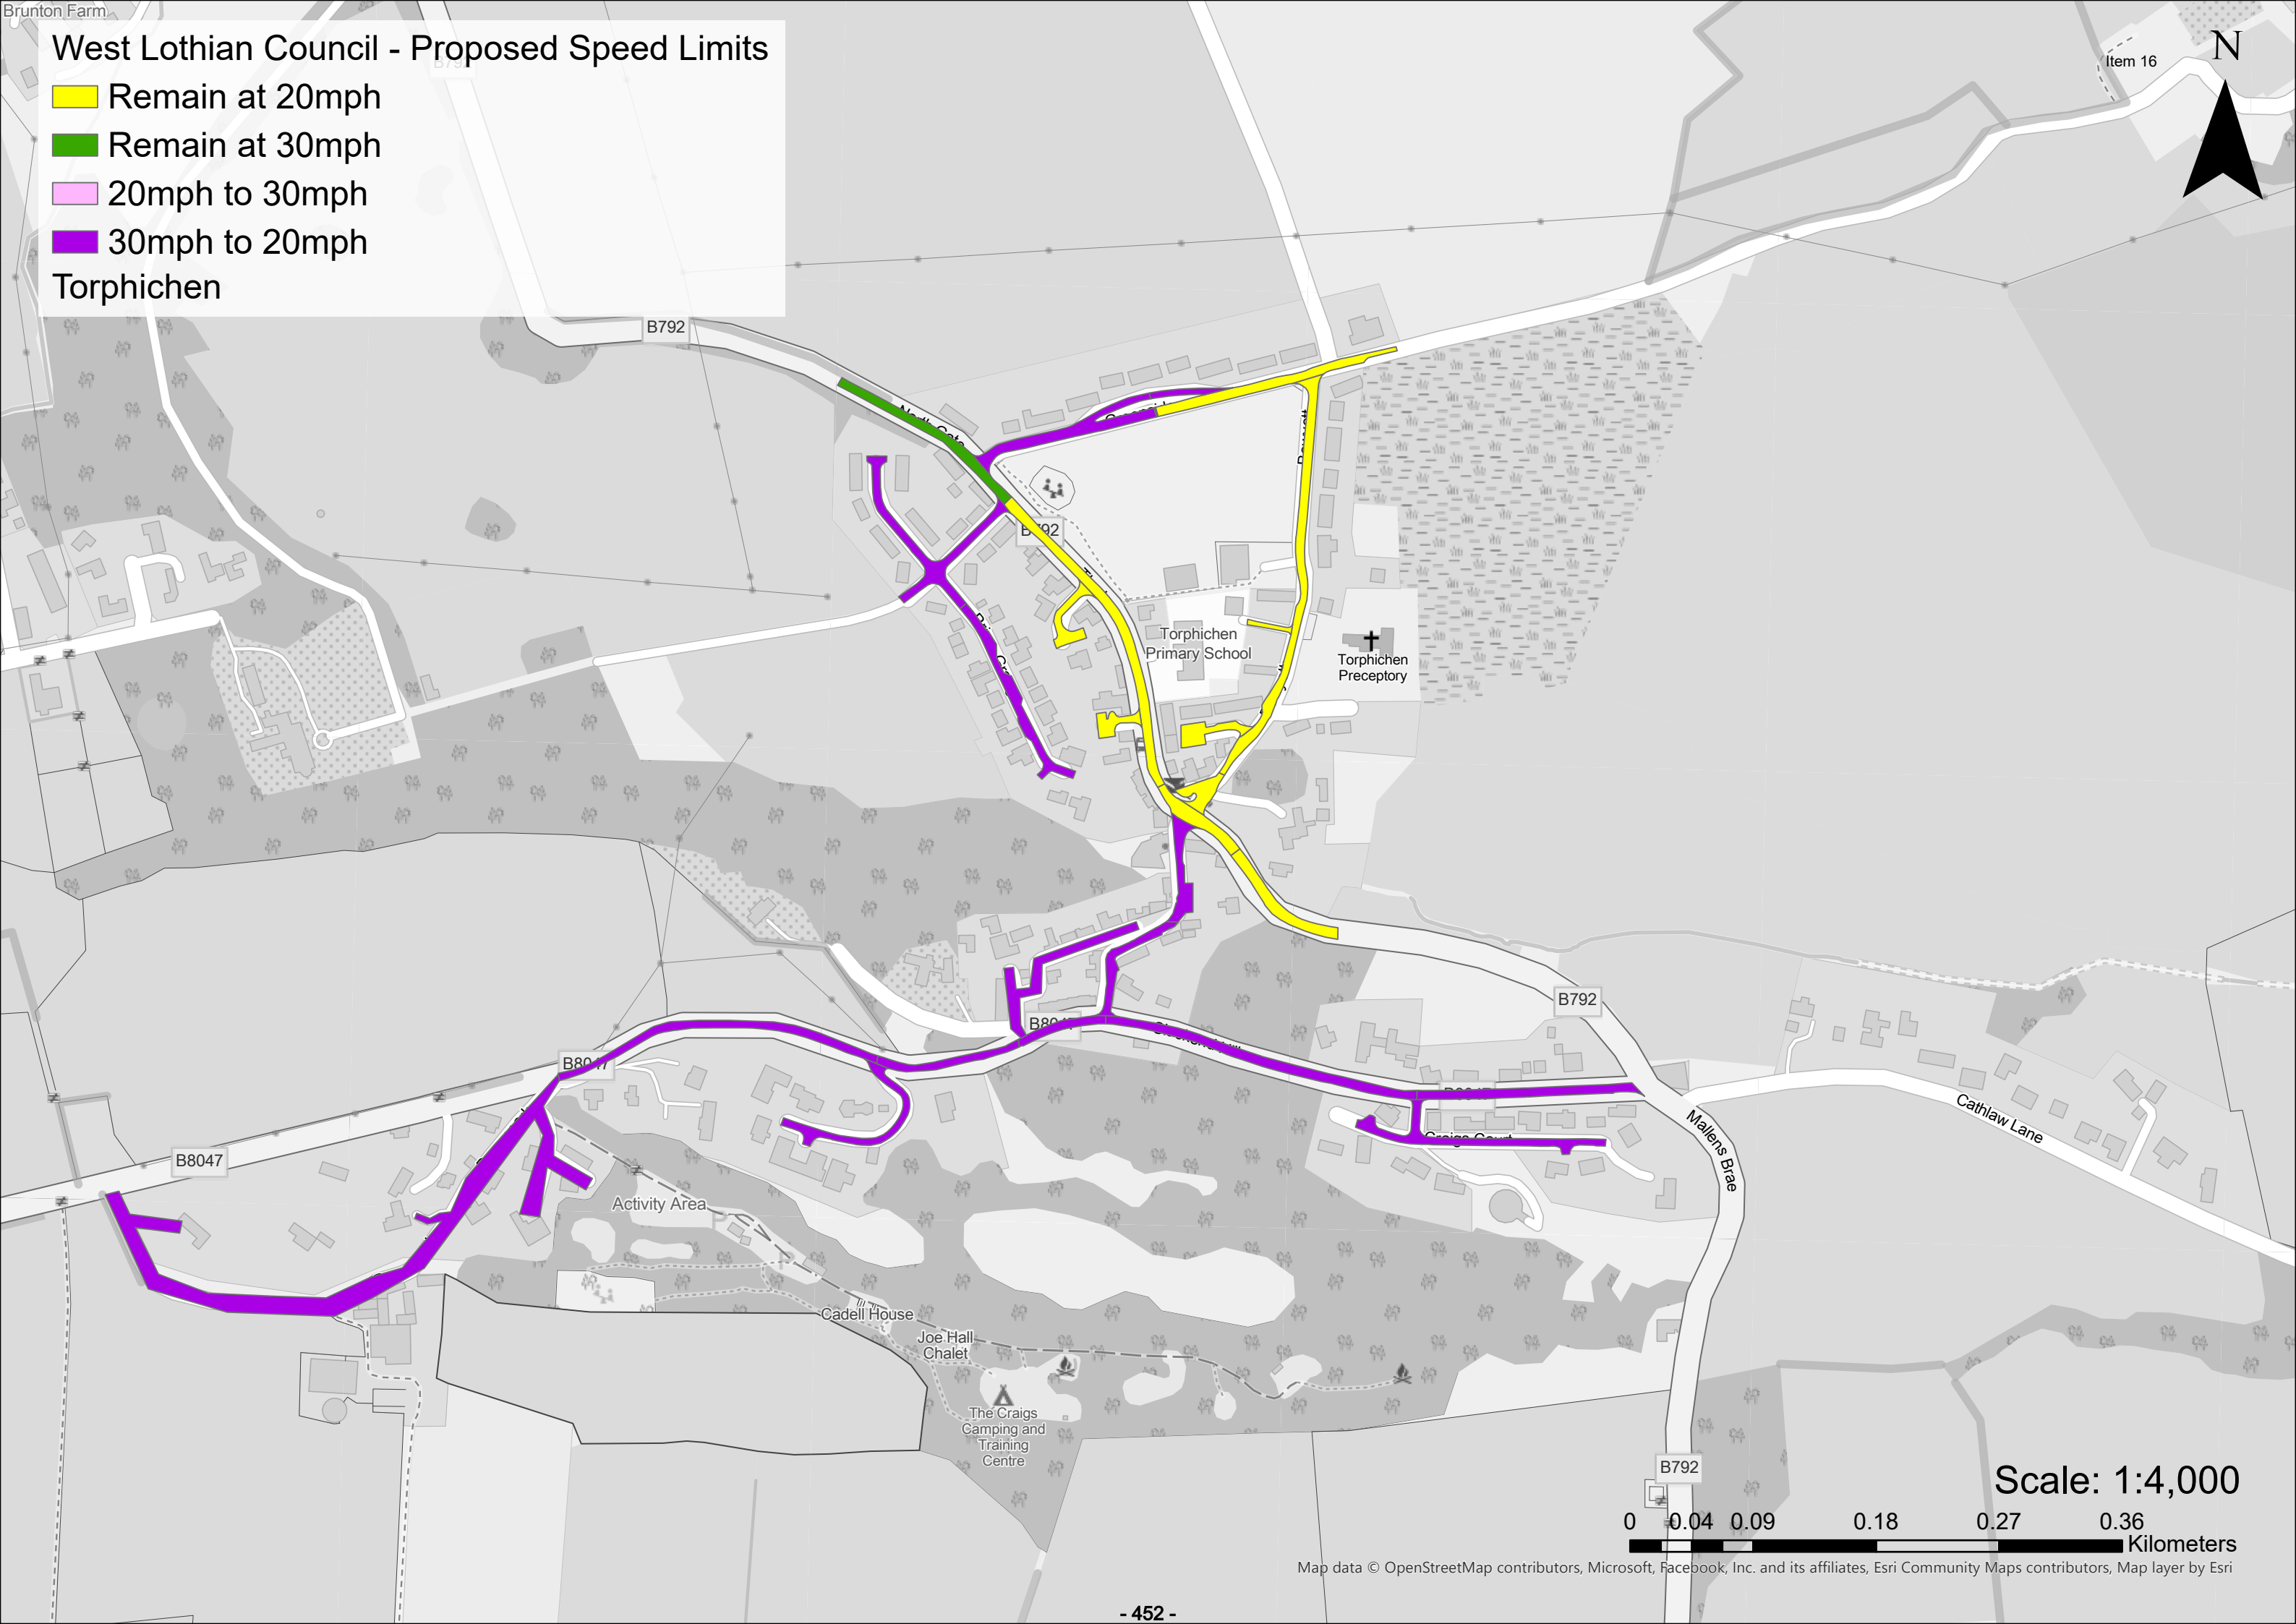 Brunton Farm
West Lothian Council - Proposed Speed Limits
Remain at 20mph
Remain at 30mph
20mph to 30mph
30mph to 20mph
Torphichen
Item 16
N
B792
B792
B792
Torphichen
Primary School
Torphichen
Preceptory
B792
B8047
B8047
B8047
Mallens Brae
Cathlaw Lane
Activity Area
Cadell House
Joe Hall
Chalet
The Craigs
Camping and
Training
Centre
B792
Scale: 1:4,000
0 0.04 0.09 0.18 0.27 0.36
Kilometers
Map data © OpenStreetMap contributors, Microsoft, Facebook, Inc. and its affiliates, Esri Community Maps contributors, Map layer by Esri
- 452 -